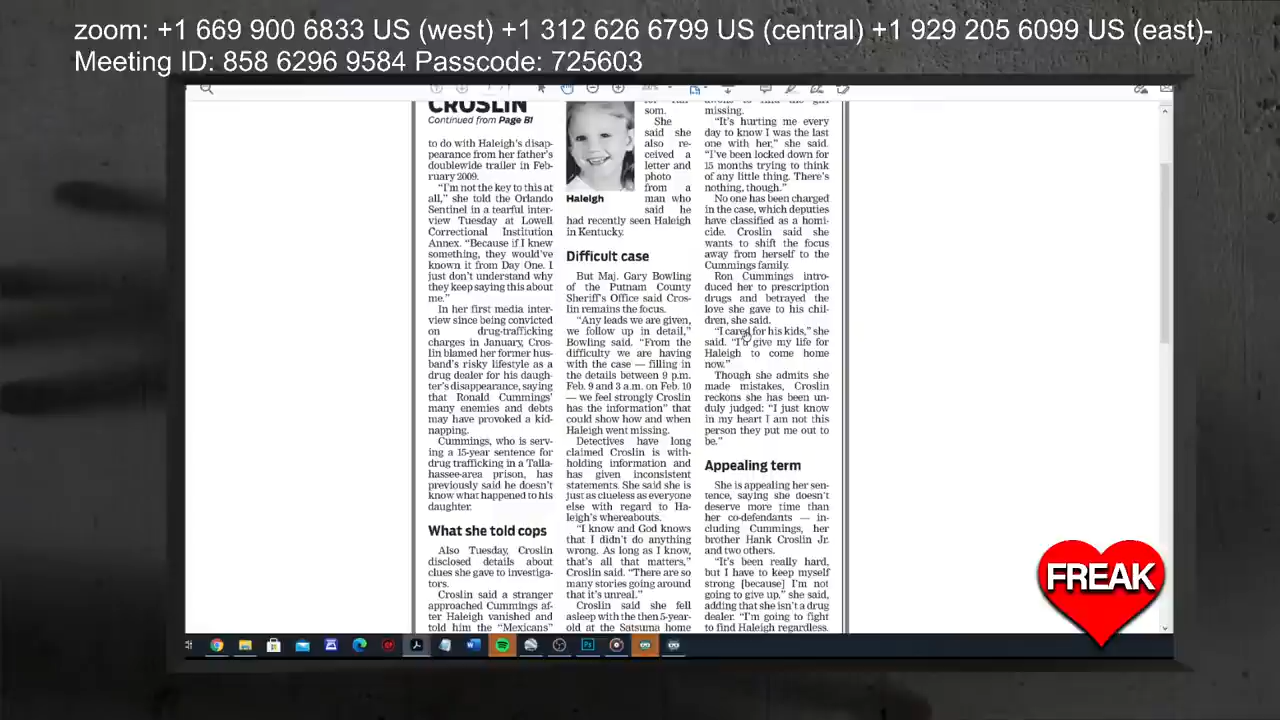 zoom: +1 669 900 6833 US (west) +1 312 626 6799 US (central) +1 929 205 6099 US (east)-
Meeting ID: 858 6296 9584 Passcode: 725603
CROSLIN
Continued from Page B1
to do with Haleigh's disap-
pearance from her father's
doublewide trailer in Feb-
ruary 2009.
"I'm not the key to this at
all," she told the Orlando
Sentinel in a tearful inter-
view Tuesday at Lowell
Correctional Institution
Annex. "Because if I knew
something, they would've
known it from Day One. I
just don't understand why
they keep saying this about
me."
In her first media inter-
view since being convicted
on drug-trafficking
charges in January, Cros-
lin blamed her former hus-
band's risky lifestyle as a
drug dealer for his daugh-
ter's disappearance, saying
that Ronald Cummings'
many enemies and debts
may have provoked a kid-
napping.
Cummings, who is serv-
ing a 15-year sentence for
drug trafficking in a Talla-
hassee-area prison, has
previously said he doesn't
know what happened to his
daughter.
What she told cops
Also Tuesday, Croslin
disclosed details about
clues she gave to investiga-
tors.
Croslin said a stranger
approached Cummings af-
ter Haleigh vanished and
told him the "Mexicans"
som.
She
said she
also re-
ceived a
letter and
photo
from a
man who
said he
Haleigh
had recently seen Haleigh
in Kentucky.
Difficult case
But Maj. Gary Bowling
of the Putnam County
Sheriff's Office said Cros-
lin remains the focus.
"Any leads we are given,
we follow up in detail,"
Bowling said. "From the
difficulty we are having
with the case — filling in
the details between 9 p.m.
Feb. 9 and 3 a.m. on Feb. 10
— we feel strongly Croslin
has the information" that
could show how and when
Haleigh went missing.
Detectives have long
claimed Croslin is with-
holding information and
has given inconsistent
statements. She said she is
just as clueless as everyone
else with regard to Ha-
leigh's whereabouts.
"I know and God knows
that I didn't do anything
wrong. As long as I know,
that's all that matters,"
Croslin said. "There are so
many stories going around
that it's unreal."
Croslin said she fell
asleep with the then 5-year-
old at the Satsuma home
missing.
"It's hurting me every
day to know I was the last
one with her," she said.
"I've been locked down for
15 months trying to think
of any little thing. There's
nothing, though."
No one has been charged
in the case, which deputies
have classified as a homi-
cide. Croslin said she
wants to shift the focus
away from herself to the
Cummings family.
Ron Cummings intro-
duced her to prescription
drugs and betrayed the
love she gave to his chil-
dren, she said.
"I cared for his kids," she
said. "I'd give my life for
Haleigh to come home
now."
Though she admits she
made mistakes, Croslin
reckons she has been un-
duly judged: "I just know
in my heart I am not this
person they put me out to
be."
Appealing term
She is appealing her sen-
tence, saying she doesn't
deserve more time than
her co-defendants — in-
cluding Cummings, her
brother Hank Croslin Jr.
and two others.
"It's been really hard,
but I have to keep myself
strong [because] I'm not
going to give up," she said,
adding that she isn't a drug
dealer. "I'm going to fight
to find Haleigh regardless.
FREAK